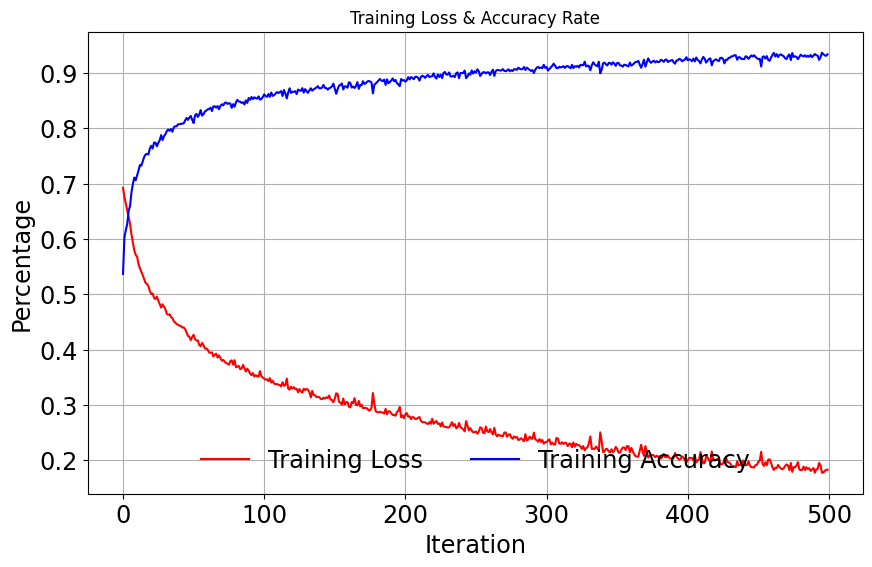 Training Loss & Accuracy Rate
Percentage
0.9
0.8
0.7
0.6
0.5
0.4
0.3
0.2
Training Loss
Training Accuracy
0 100 200 300 400 500
Iteration